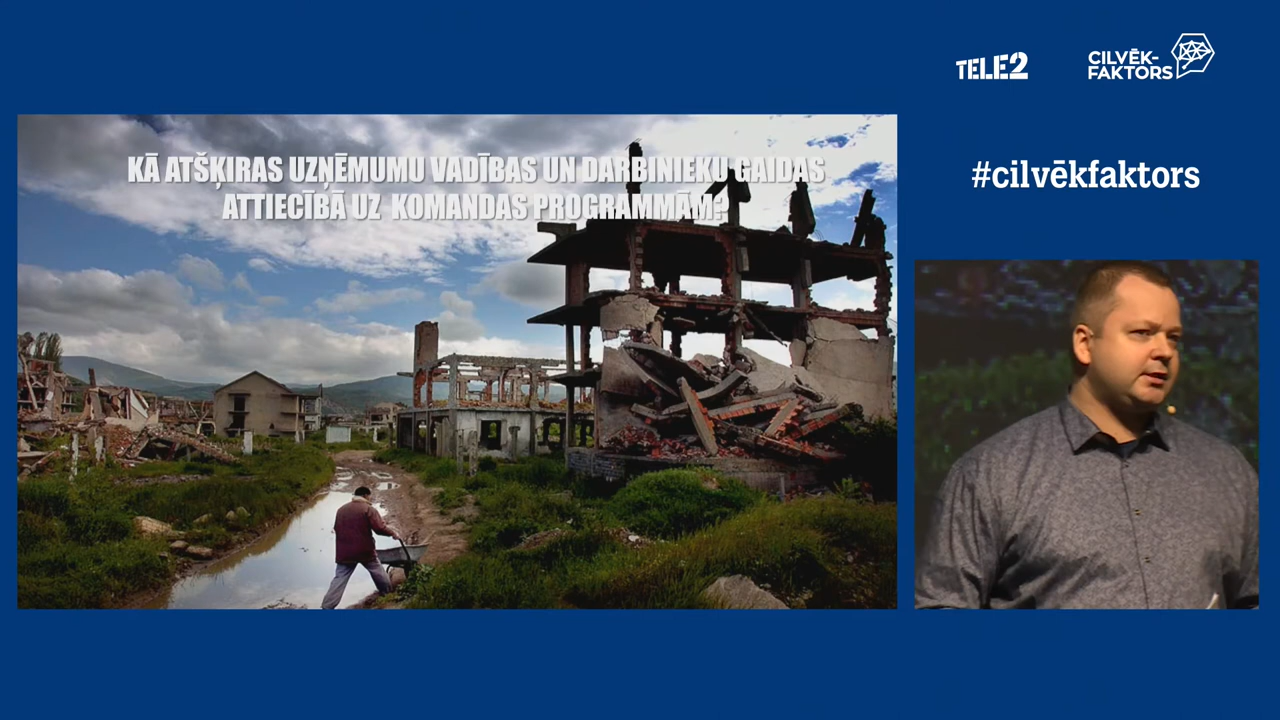 TELE2
CILVĒK-
FAKTORS
#cilvēkfaktors
KĀ ATŠĶIRAS UZŅĒMUMU VADĪBAS UN DARBINIEKU GAIDAS
ATTIECĪBĀ UZ KOMANDAS PROGRAMMĀM?